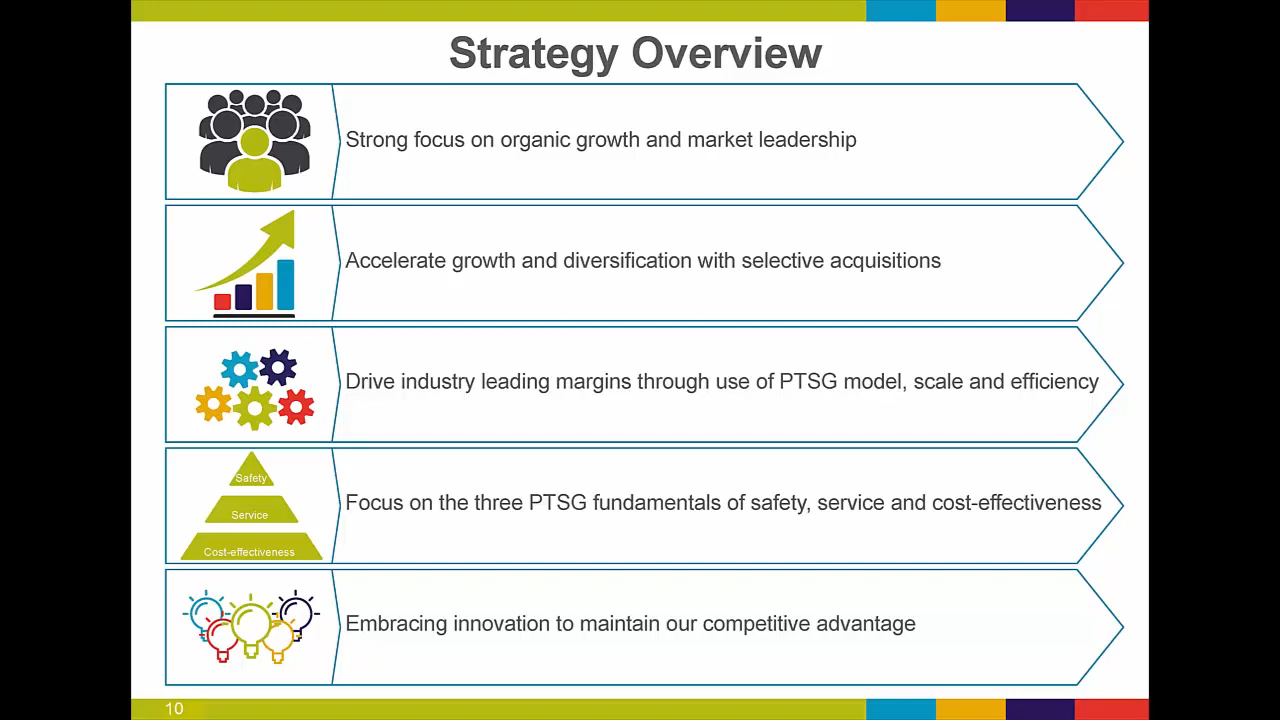 Strategy Overview
Strong focus on organic growth and market leadership
Accelerate growth and diversification with selective acquisitions
Drive industry leading margins through use of PTSG model, scale and efficiency
Safety
Service
Cost-effectiveness
Focus on the three PTSG fundamentals of safety, service and cost-effectiveness
Embracing innovation to maintain our competitive advantage
10